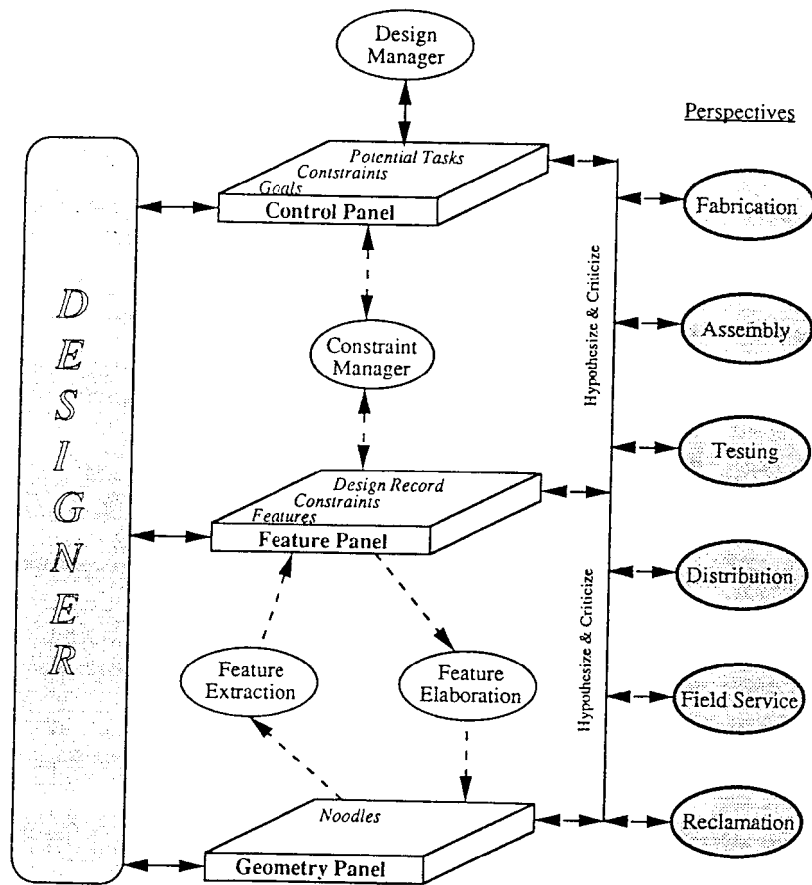 Design
Manager
Perspectives
Potential Tasks
Contstraints
Goals
Control Panel
Fabrication
DESIGNER
Hypothesize & Criticize
Assembly
Constraint
Manager
Testing
Design Record
Constraints
Features
Feature Panel
Distribution
Hypothesize & Criticize
Feature
Extraction
Feature
Elaboration
Field Service
Noodles
Reclamation
Geometry Panel